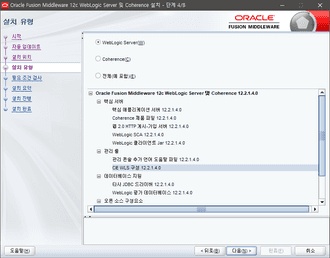 Oracle Fusion Middleware 12c WebLogic Server 및 Coherence 설치 - 단계 4/8
설치 유형
ORACLE
FUSION MIDDLEWARE
시작
자동 업데이트
설치 위치
설치 유형
필요 조건 검사
설치 요약
설치 진행
설치 완료
WebLogic Server(W)
Coherence(C)
전체(예 포함)(E)
Oracle Fusion Middleware 12c WebLogic Server 및 Coherence 12.2.1.4.0
핵심 서버
핵심 애플리케이션 서버 12.2.1.4.0
Coherence 제품 파일 12.2.1.4.0
웹 2.0 HTTP 게시-가입 서버 12.2.1.4.0
WebLogic SCA 12.2.1.4.0
WebLogic 클라이언트 Jar 12.2.1.4.0
관리 툴
관리 콘솔 추가 언어 도움말 파일 12.2.1.4.0
CIE WLS 구성 12.2.1.4.0
데이터베이스 지원
타사 JDBC 드라이버 12.2.1.4.0
WebLogic 평가 데이터베이스 12.2.1.4.0
오픈 소스 구성요소
도움말(H)
< 뒤로(B)
다음(N) >
완료(F)
취소